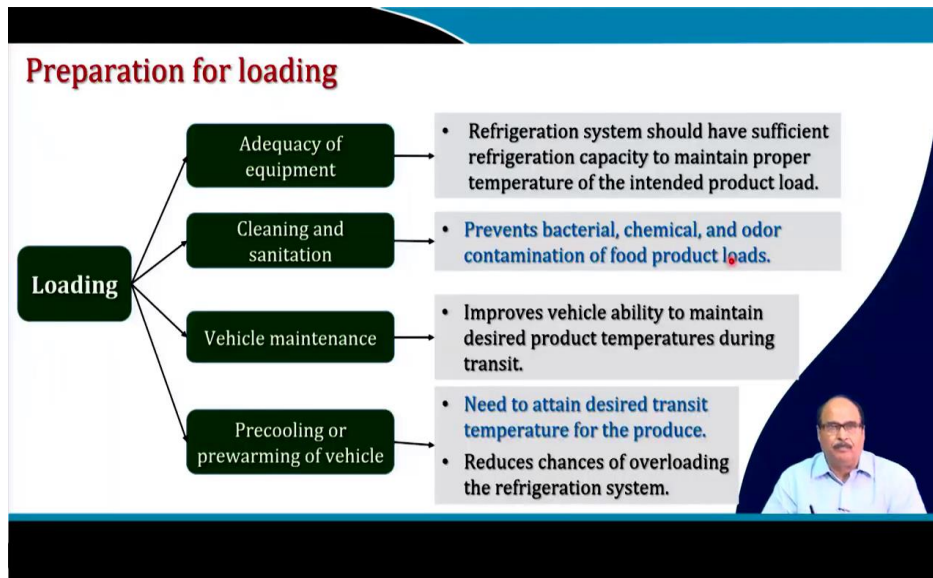 Preparation for loading
Loading
Adequacy of
equipment
• Refrigeration system should have sufficient
refrigeration capacity to maintain proper
temperature of the intended product load.
Cleaning and
sanitation
• Prevents bacterial, chemical, and odor
contamination of food product loads.
Vehicle maintenance
• Improves vehicle ability to maintain
desired product temperatures during
transit.
Precooling or
prewarming of vehicle
• Need to attain desired transit
temperature for the produce.
• Reduces chances of overloading
the refrigeration system.